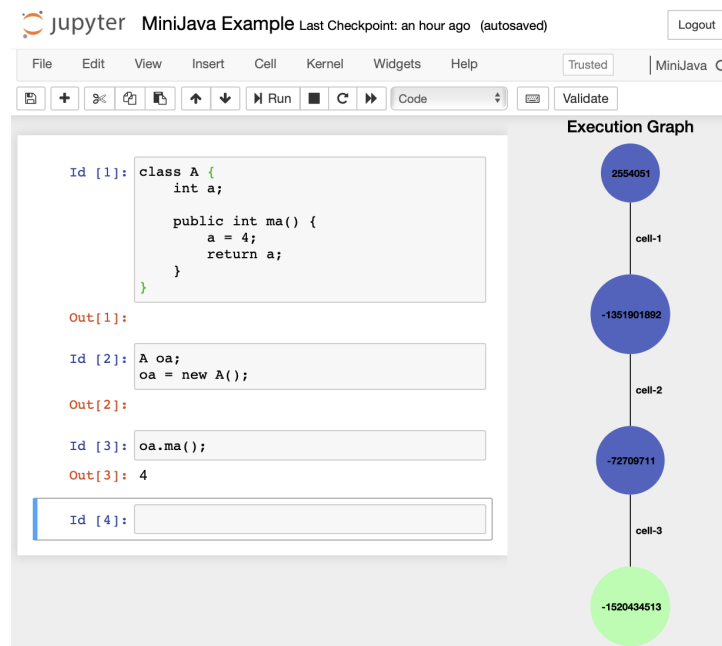 jupyter MiniJava Example Last Checkpoint: an hour ago (autosaved)
Logout
File Edit View Insert Cell Kernel Widgets Help Trusted MiniJava
Run Code Validate
Execution Graph
Id [1]: class A {
int a;
public int ma() {
a = 4;
return a;
}
}
Out[1]:
Id [2]: A oa;
oa = new A();
Out[2]:
Id [3]: oa.ma();
Out[3]: 4
Id [4]:
2554051
cell-1
-1351901892
cell-2
-72709711
cell-3
-1520434513